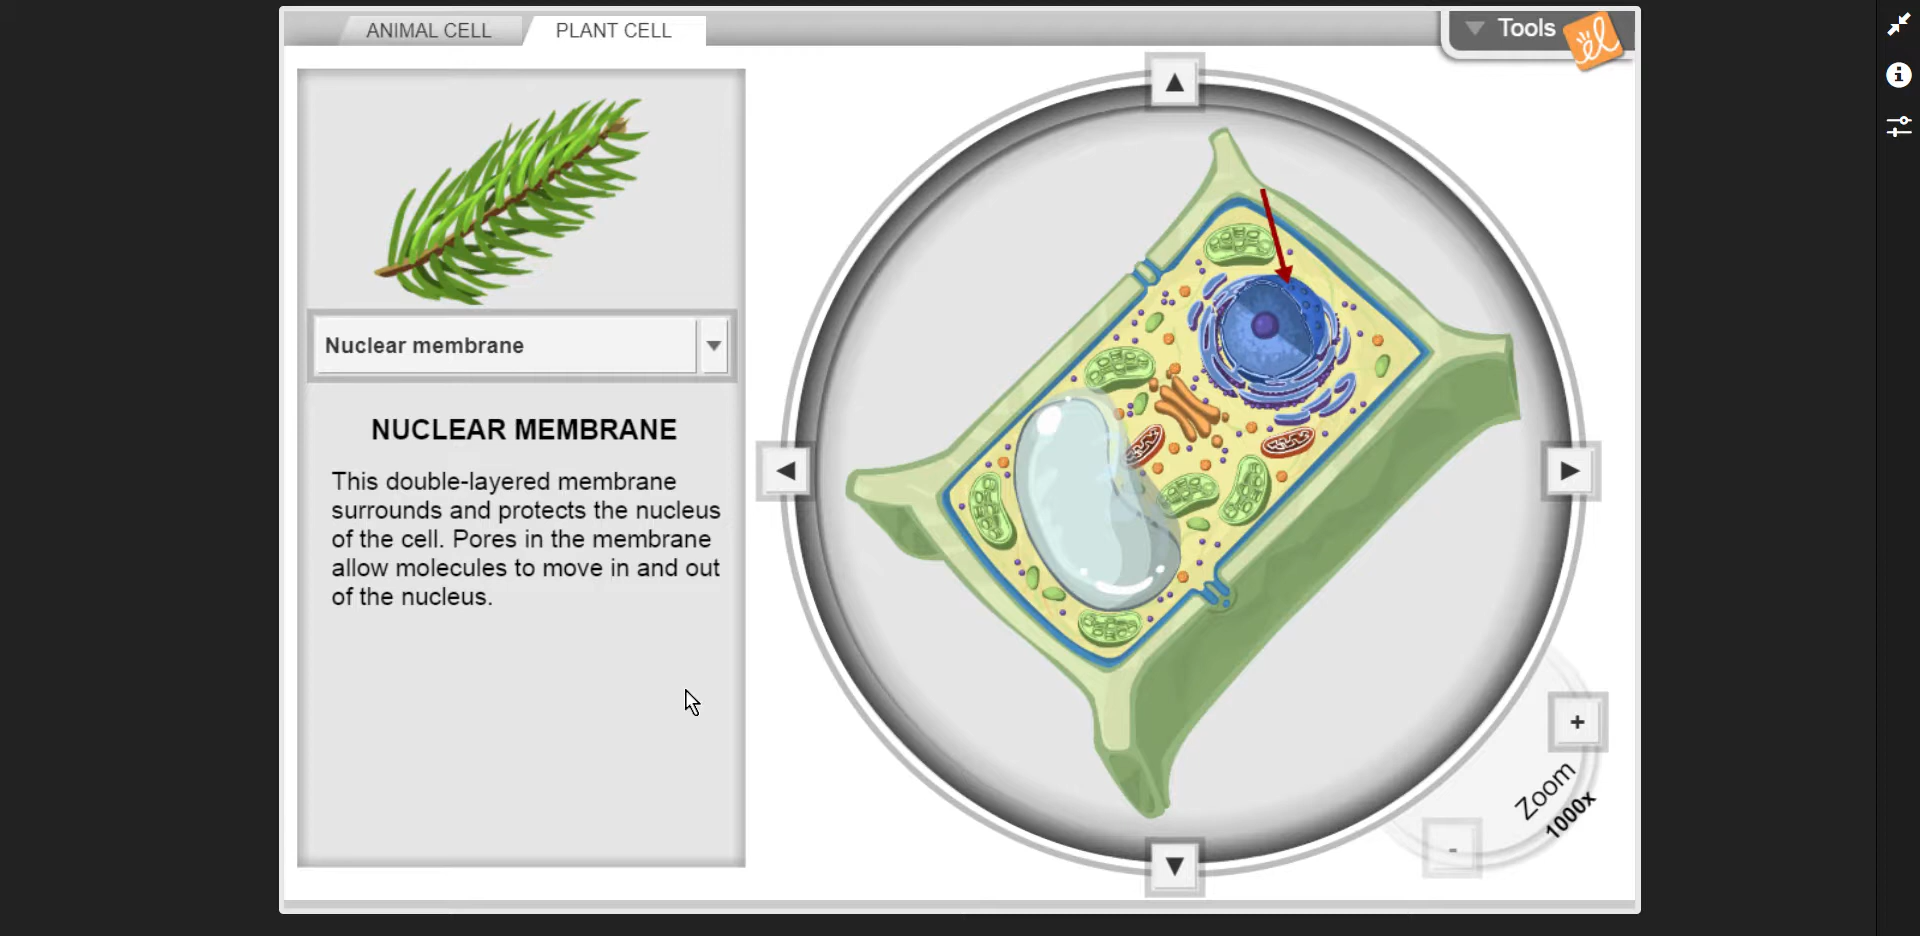 ANIMAL CELL
PLANT CELL
Tools
Nuclear membrane
NUCLEAR MEMBRANE
This double-layered membrane
surrounds and protects the nucleus
of the cell. Pores in the membrane
allow molecules to move in and out
of the nucleus.
+
Zoom
1000x
-